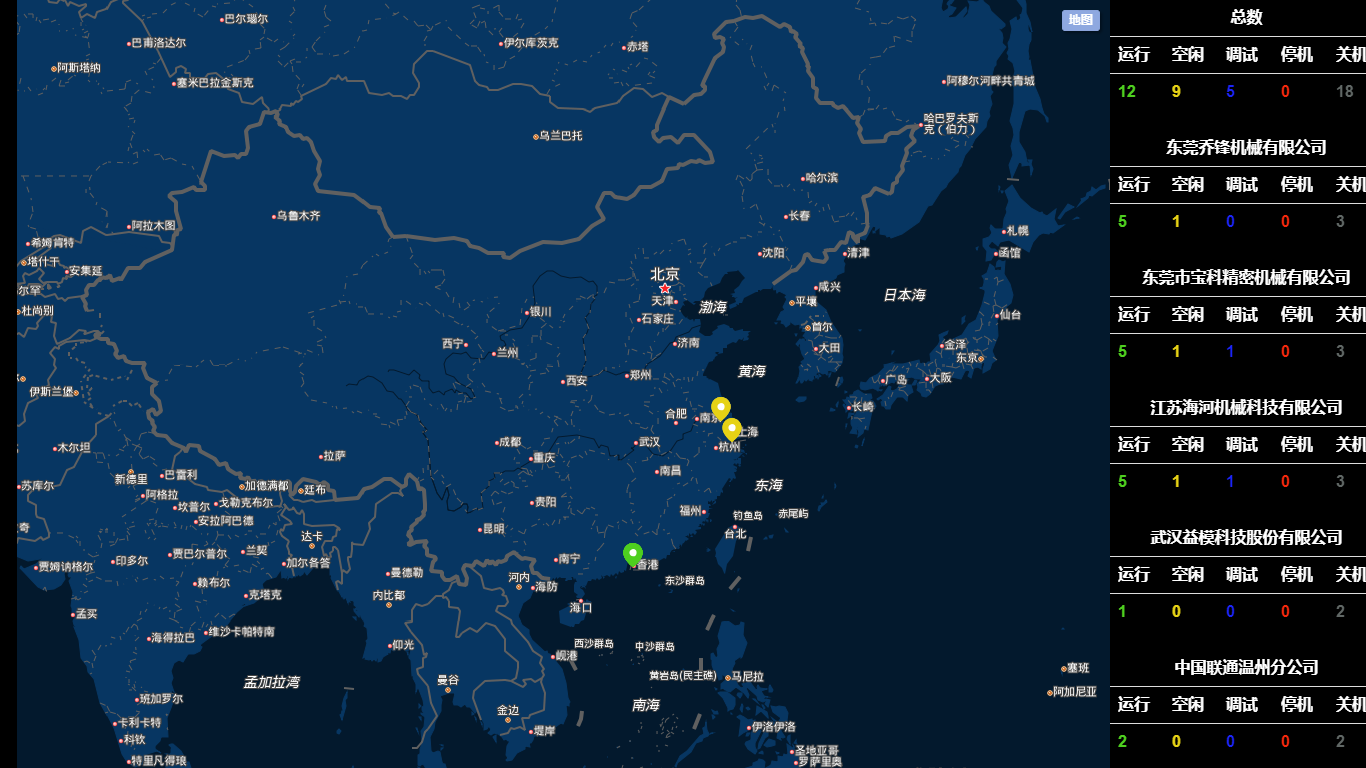 巴尔瑙尔
地图
巴甫洛达尔
伊尔库茨克
赤塔
阿斯塔纳
塞米巴拉金斯克
阿穆尔河畔共青城
哈巴罗夫斯
克（伯力）
乌兰巴托
哈尔滨
乌鲁木齐
长春
阿拉木图
札幌
希姆肯特
沈阳
清津
函馆
塔什干
安集延
北京
尔罕
咸兴
天津
平壤
日本海
渤海
杜尚别
银川
石家庄
首尔
仙台
西宁
兰州
济南
大田
金泽
东京
黄海
西安
郑州
广岛
大阪
伊斯兰堡
合肥
南京
长崎
上海
木尔坦
成都
武汉
杭州
拉萨
重庆
新德里
巴雷利
南昌
苏库尔
加德满都
廷布
东海
阿格拉
坎普尔
戈勒克布尔
贵阳
福州
钓鱼岛
赤尾屿
奇
安拉阿巴德
昆明
台北
达卡
贾姆讷格尔
印多尔
贾巴尔普尔
兰契
加尔各答
南宁
香港
曼德勒
河内
海防
东沙群岛
赖布尔
克塔克
内比都
海口
孟买
海得拉巴
维沙卡帕特南
仰光
岘港
西沙群岛
中沙群岛
孟加拉湾
曼谷
黄岩岛(民主礁)
马尼拉
塞班
班加罗尔
阿加尼亚
金边
南海
卡利卡特
堤岸
伊洛伊洛
科钦
圣地亚哥
特里凡得琅
罗萨里奥
总数
运行 空闲 调试 停机 关机
12 9 5 0 18
东莞乔锋机械有限公司
运行 空闲 调试 停机 关机
5 1 0 0 3
东莞市宝科精密机械有限公司
运行 空闲 调试 停机 关机
5 1 1 0 3
江苏海河机械科技有限公司
运行 空闲 调试 停机 关机
5 1 1 0 3
武汉益模科技股份有限公司
运行 空闲 调试 停机 关机
1 0 0 0 2
中国联通温州分公司
运行 空闲 调试 停机 关机
2 0 0 0 2